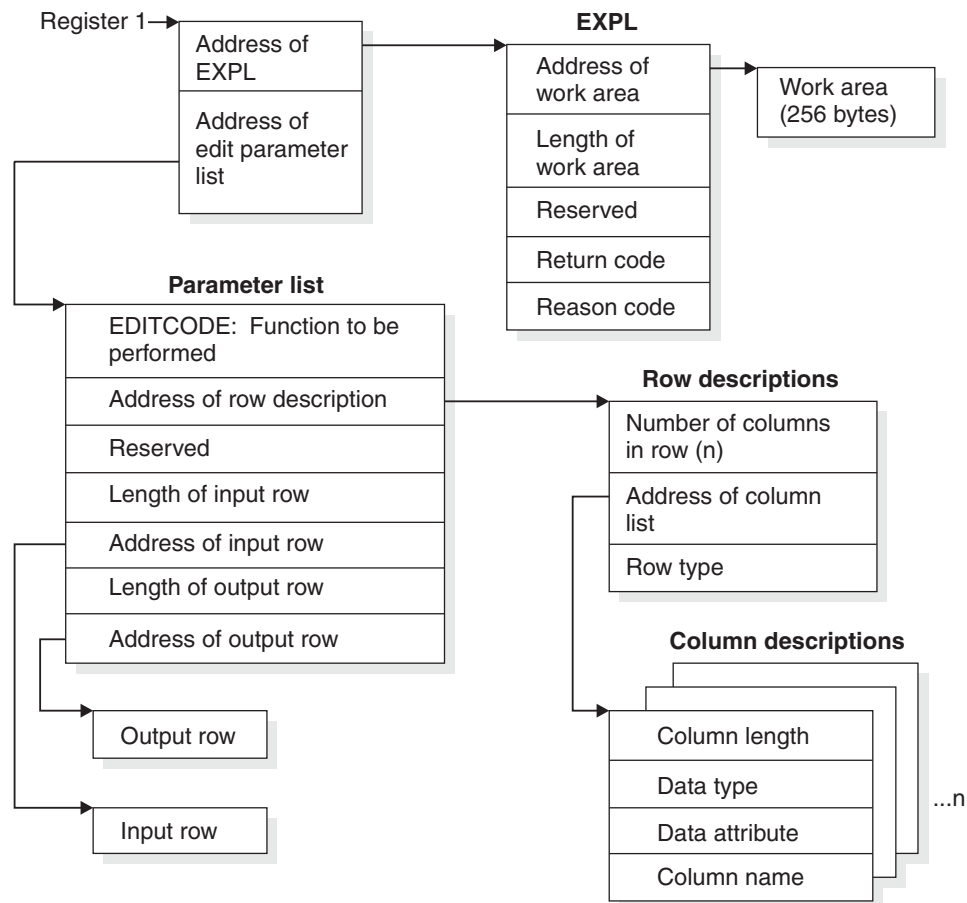 Register 1
Address of
EXPL
Address of
edit parameter
list
EXPL
Address of
work area
Length of
work area
Reserved
Return code
Reason code
Work area
(256 bytes)
Parameter list
EDITCODE: Function to be
performed
Address of row description
Reserved
Length of input row
Address of input row
Length of output row
Address of output row
Row descriptions
Number of columns
in row (n)
Address of column
list
Row type
Column descriptions
Column length
Data type
Data attribute
Column name
...n
Output row
Input row